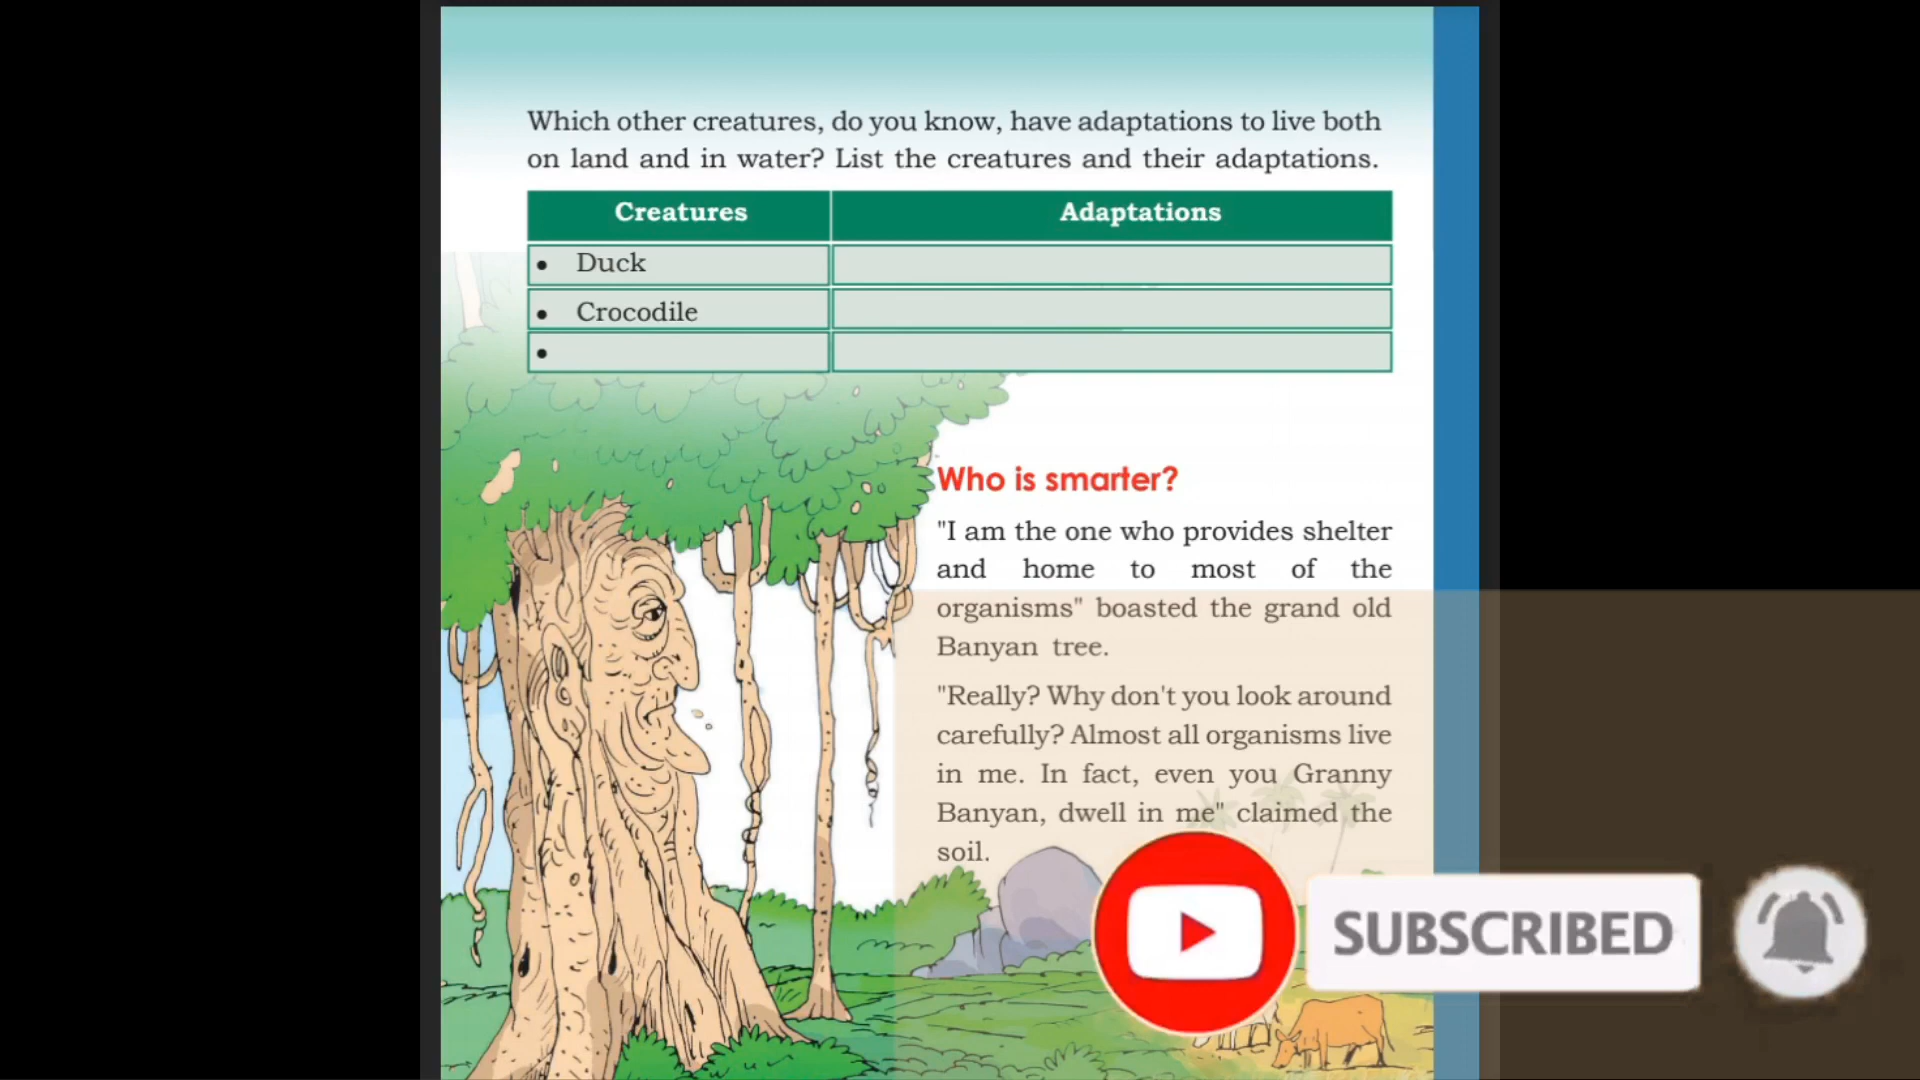 Which other creatures, do you know, have adaptations to live both
on land and in water? List the creatures and their adaptations.
Creatures Adaptations
• Duck
• Crocodile
•
Who is smarter?
"I am the one who provides shelter
and home to most of the
organisms" boasted the grand old
Banyan tree.
"Really? Why don't you look around
carefully? Almost all organisms live
in me. In fact, even you Granny
Banyan, dwell in me" claimed the
soil.
SUBSCRIBED